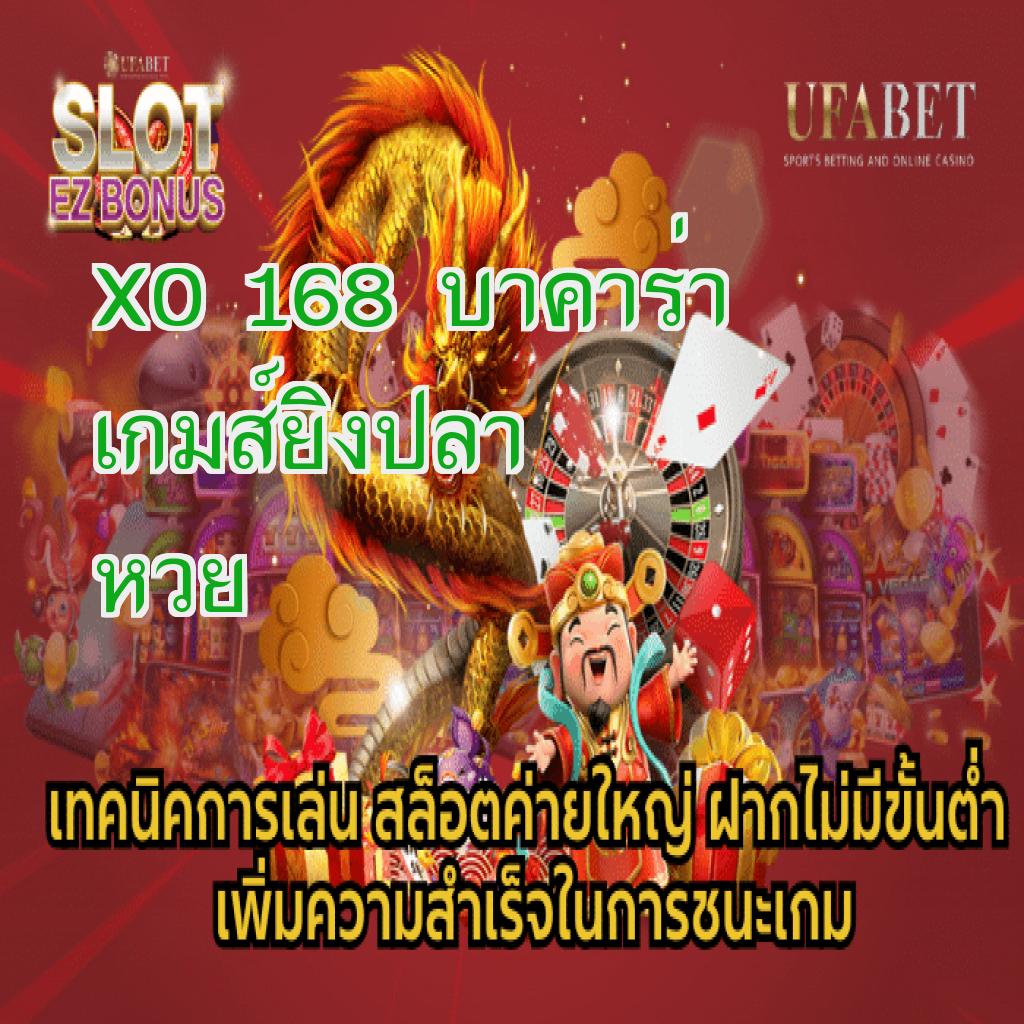 UFABET
SLOT
EZ BONUS
UFABET
SPORTS BETTING AND ONLINE CASINO
XO 168 บาคาร่า
เกมส์ยิงปลา
หวย
เทคนิคการเล่น สล็อตค่ายใหญ่ ฝากไม่มีขั้นต่ำ
เพิ่มความสำเร็จในการชนะเกม